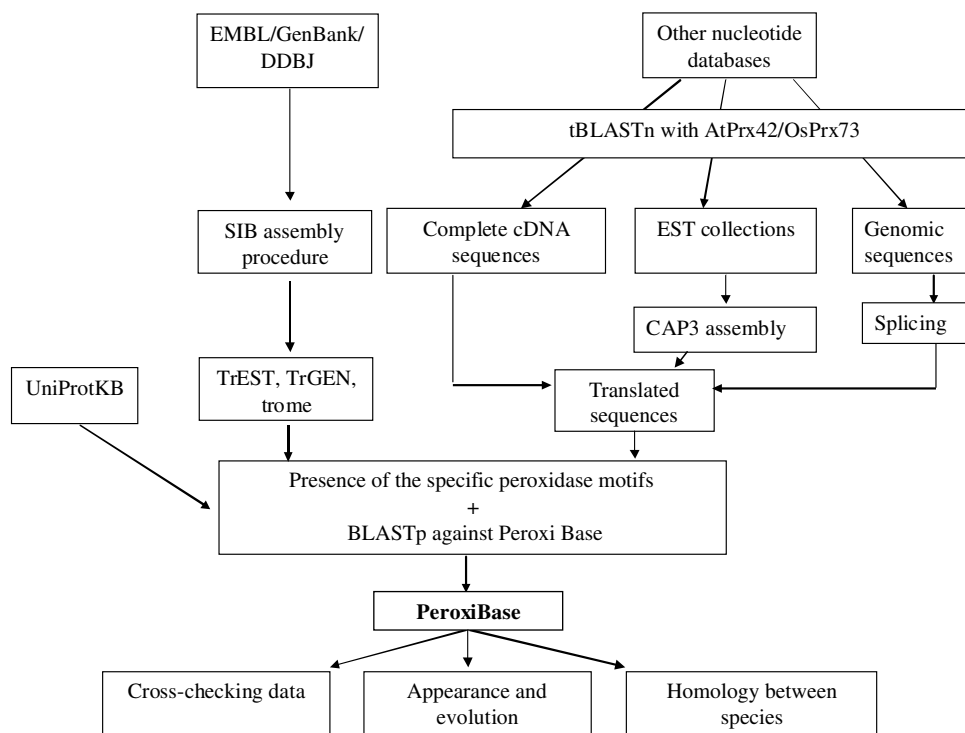 EMBL/GenBank/
DDBJ
Other nucleotide
databases
tBLASTn with AtPrx42/OsPrx73
SIB assembly
procedure
Complete cDNA
sequences
EST collections
Genomic
sequences
CAP3 assembly
Splicing
UniProtKB
TrEST, TrGEN,
trome
Translated
sequences
Presence of the specific peroxidase motifs
+
BLASTp against Peroxi Base
PeroxiBase
Cross-checking data
Appearance and
evolution
Homology between
species